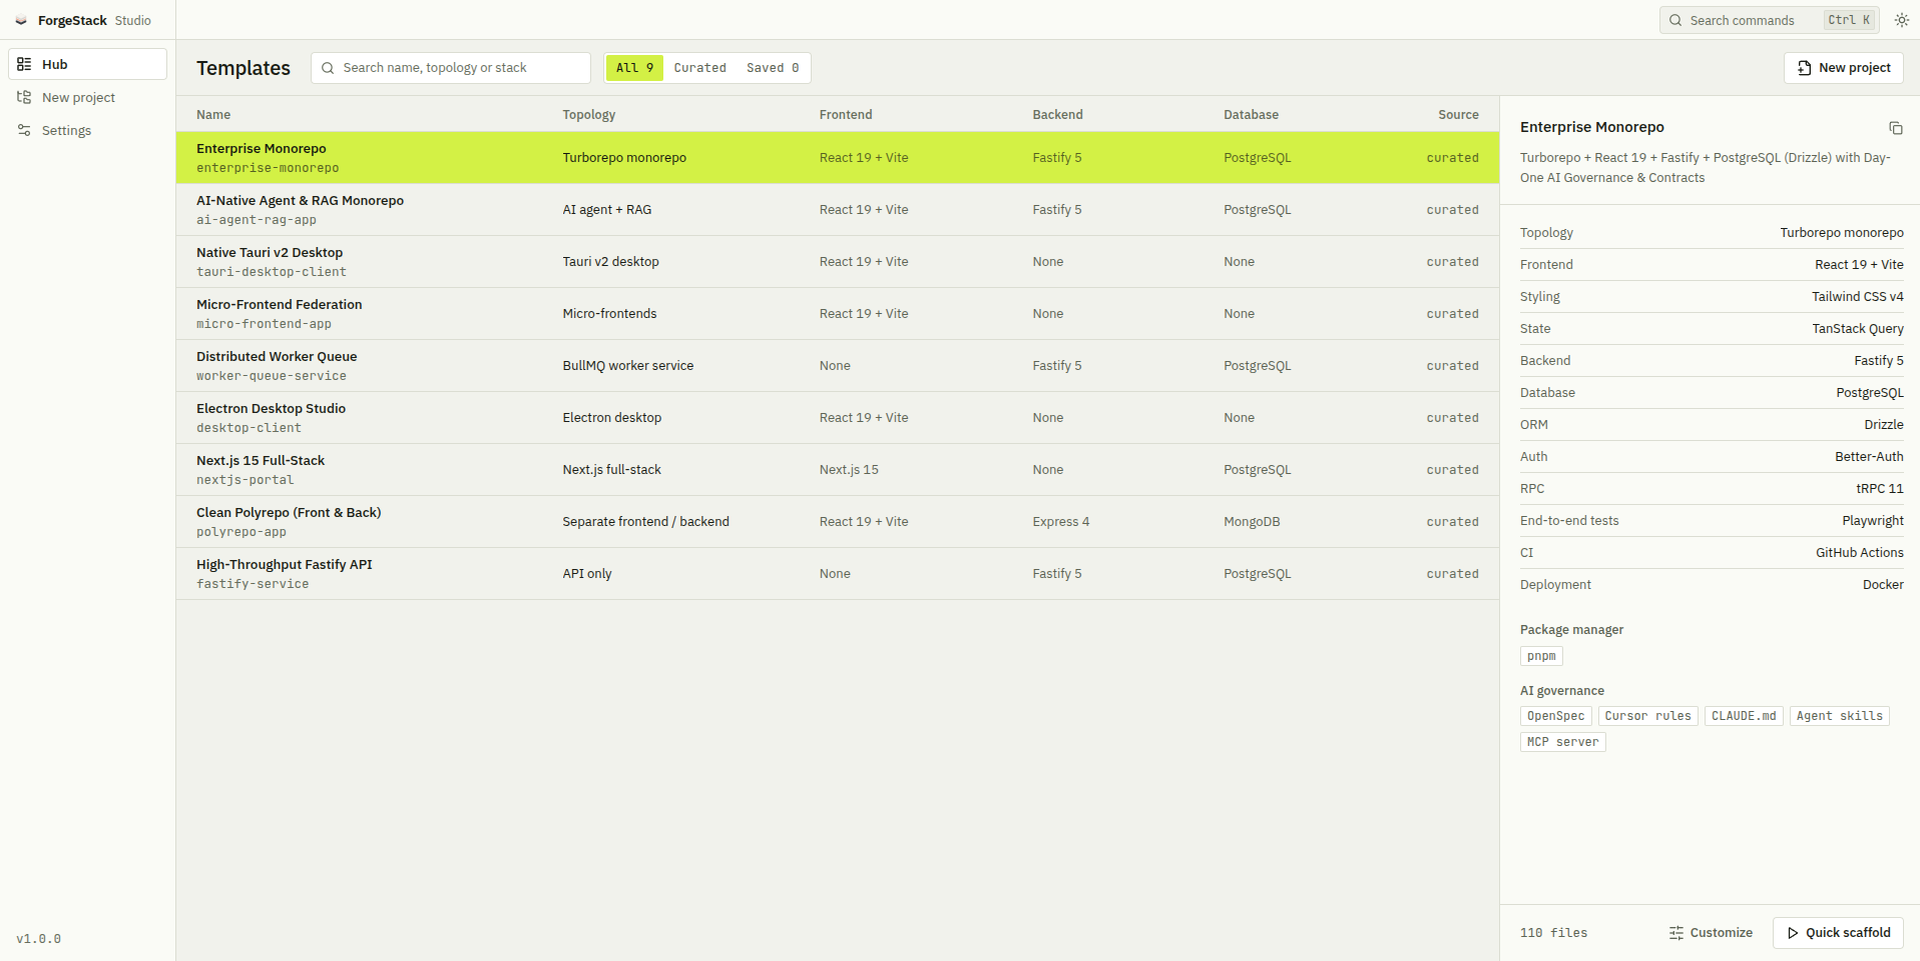 ForgeStack Studio
Search commands Ctrl K
Hub
New project
Settings
v1.0.0
Templates
Search name, topology or stack
All 9 Curated Saved 0
New project
Name Topology Frontend Backend Database Source
Enterprise Monorepo
enterprise-monorepo
Turborepo monorepo React 19 + Vite Fastify 5 PostgreSQL curated
AI-Native Agent & RAG Monorepo
ai-agent-rag-app
AI agent + RAG React 19 + Vite Fastify 5 PostgreSQL curated
Native Tauri v2 Desktop
tauri-desktop-client
Tauri v2 desktop React 19 + Vite None None curated
Micro-Frontend Federation
micro-frontend-app
Micro-frontends React 19 + Vite None None curated
Distributed Worker Queue
worker-queue-service
BullMQ worker service None Fastify 5 PostgreSQL curated
Electron Desktop Studio
desktop-client
Electron desktop React 19 + Vite None None curated
Next.js 15 Full-Stack
nextjs-portal
Next.js full-stack Next.js 15 None PostgreSQL curated
Clean Polyrepo (Front & Back)
polyrepo-app
Separate frontend / backend React 19 + Vite Express 4 MongoDB curated
High-Throughput Fastify API
fastify-service
API only None Fastify 5 PostgreSQL curated
Enterprise Monorepo
Turborepo + React 19 + Fastify + PostgreSQL (Drizzle) with Day-
One AI Governance & Contracts
Topology Turborepo monorepo
Frontend React 19 + Vite
Styling Tailwind CSS v4
State TanStack Query
Backend Fastify 5
Database PostgreSQL
ORM Drizzle
Auth Better-Auth
RPC tRPC 11
End-to-end tests Playwright
CI GitHub Actions
Deployment Docker
Package manager
pnpm
AI governance
OpenSpec Cursor rules CLAUDE.md Agent skills
MCP server
110 files Customize Quick scaffold